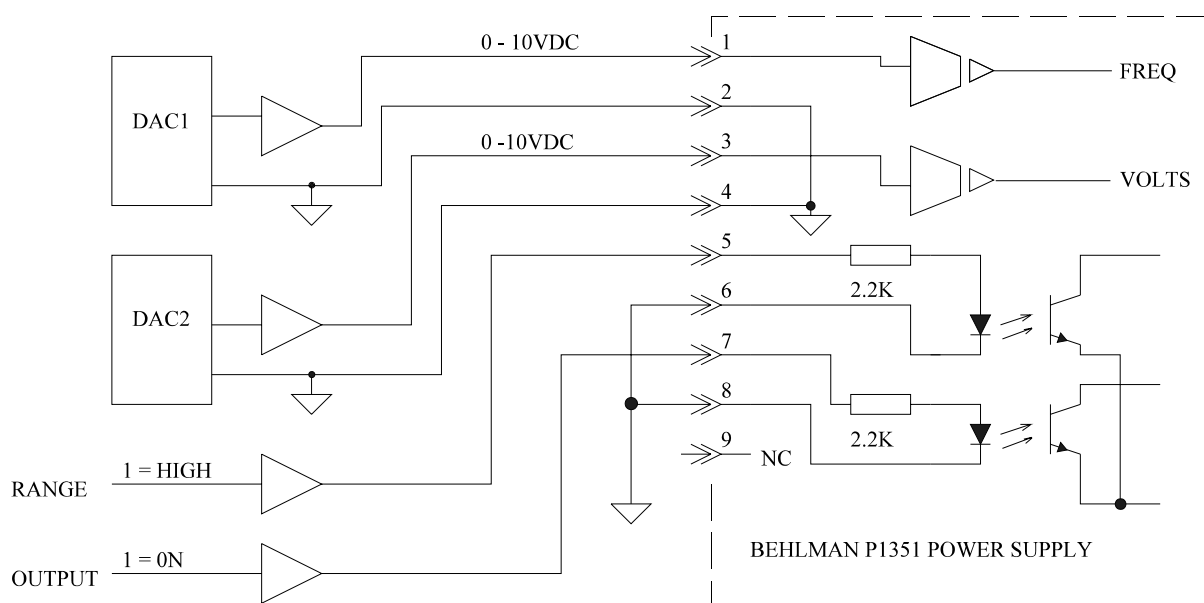 0 - 10VDC
1
FREQ
DAC1
2
0 -10VDC
3
VOLTS
4
5
2.2K
DAC2
6
7
8
2.2K
9
NC
1 = HIGH
RANGE
BEHLMAN P1351 POWER SUPPLY
1 = 0N
OUTPUT